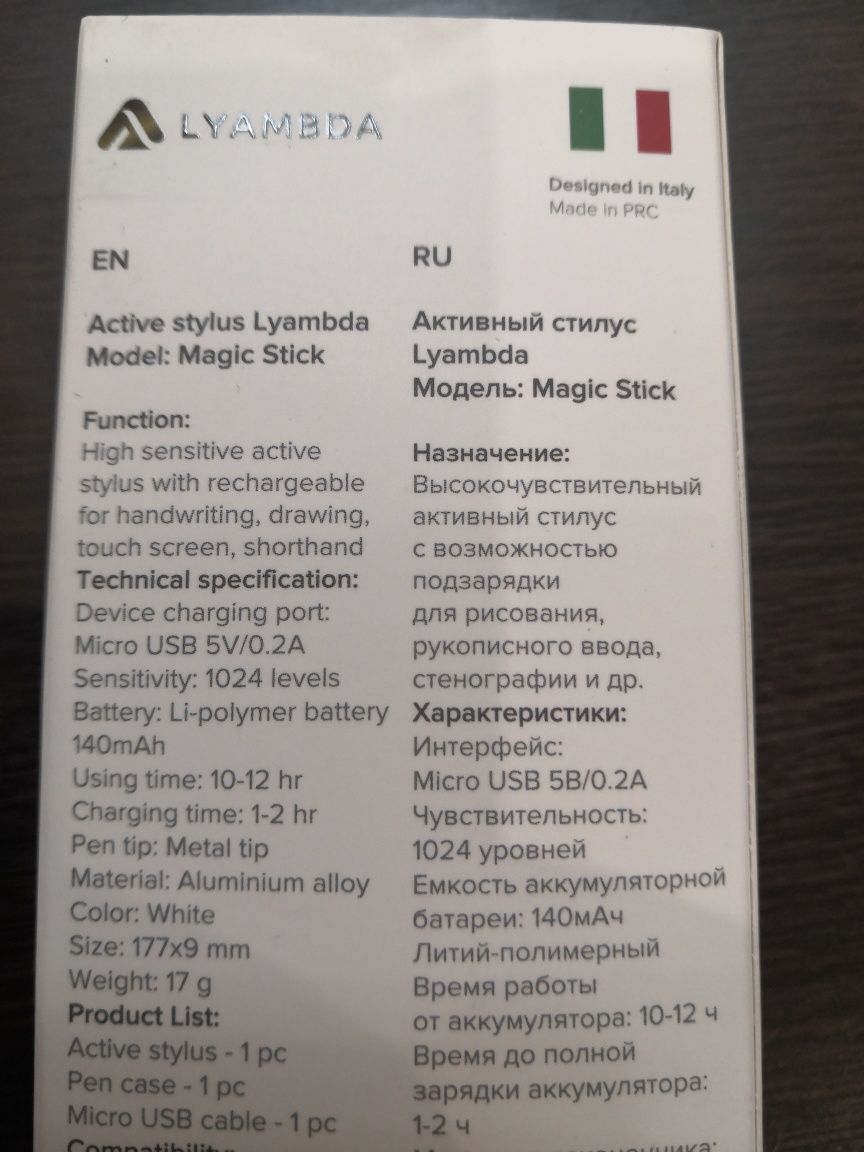 LYAMBDA
Designed in Italy
Made in PRC
EN
Active stylus Lyambda
Model: Magic Stick
Function:
High sensitive active
stylus with rechargeable
for handwriting, drawing,
touch screen, shorthand
Technical specification:
Device charging port:
Micro USB 5V/0.2A
Sensitivity: 1024 levels
Battery: Li-polymer battery
140mAh
Using time: 10-12 hr
Charging time: 1-2 hr
Pen tip: Metal tip
Material: Aluminium alloy
Color: White
Size: 177x9 mm
Weight: 17 g
Product List:
Active stylus - 1 pc
Pen case - 1 pc
Micro USB cable - 1 pc
Compatibility:
RU
Активный стилус
Lyambda
Модель: Magic Stick
Назначение:
Высокочувствительный
активный стилус
с возможностью
подзарядки
для рисования,
рукописного ввода,
стенографии и др.
Характеристики:
Интерфейс:
Micro USB 5В/0.2A
Чувствительность:
1024 уровней
Емкость аккумуляторной
батареи: 140мАч
Литий-полимерный
Время работы
от аккумулятора: 10-12 ч
Время до полной
зарядки аккумулятора:
1-2 ч